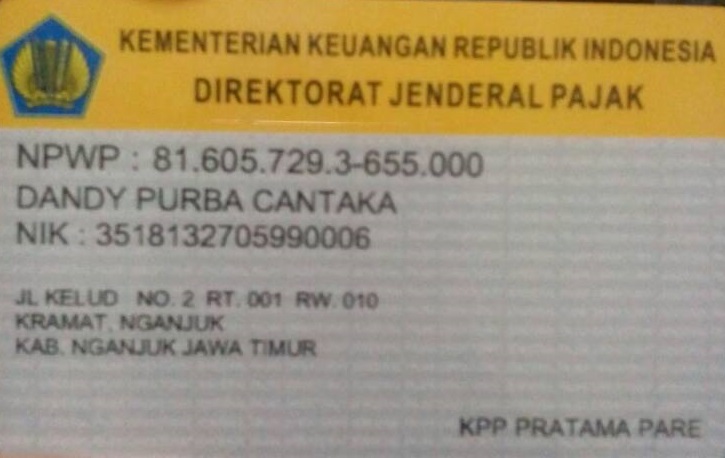 KEMENTERIAN KEUANGAN REPUBLIK INDONESIA
DIREKTORAT JENDERAL PAJAK
NPWP : 81.605.729.3-655.000
DANDY PURBA CANTAKA
NIK : 3518132705990006
JL KELUD NO. 2 RT. 001 RW. 010
KRAMAT, NGANJUK
KAB. NGANJUK JAWA TIMUR
KPP PRATAMA PARE